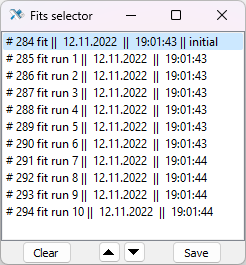 Fits selector
# 284 fit || 12.11.2022 || 19:01:43 || initial
# 285 fit run 1 || 12.11.2022 || 19:01:43
# 286 fit run 2 || 12.11.2022 || 19:01:43
# 287 fit run 3 || 12.11.2022 || 19:01:43
# 288 fit run 4 || 12.11.2022 || 19:01:43
# 289 fit run 5 || 12.11.2022 || 19:01:43
# 290 fit run 6 || 12.11.2022 || 19:01:43
# 291 fit run 7 || 12.11.2022 || 19:01:44
# 292 fit run 8 || 12.11.2022 || 19:01:44
# 293 fit run 9 || 12.11.2022 || 19:01:44
# 294 fit run 10 || 12.11.2022 || 19:01:44
Clear Save